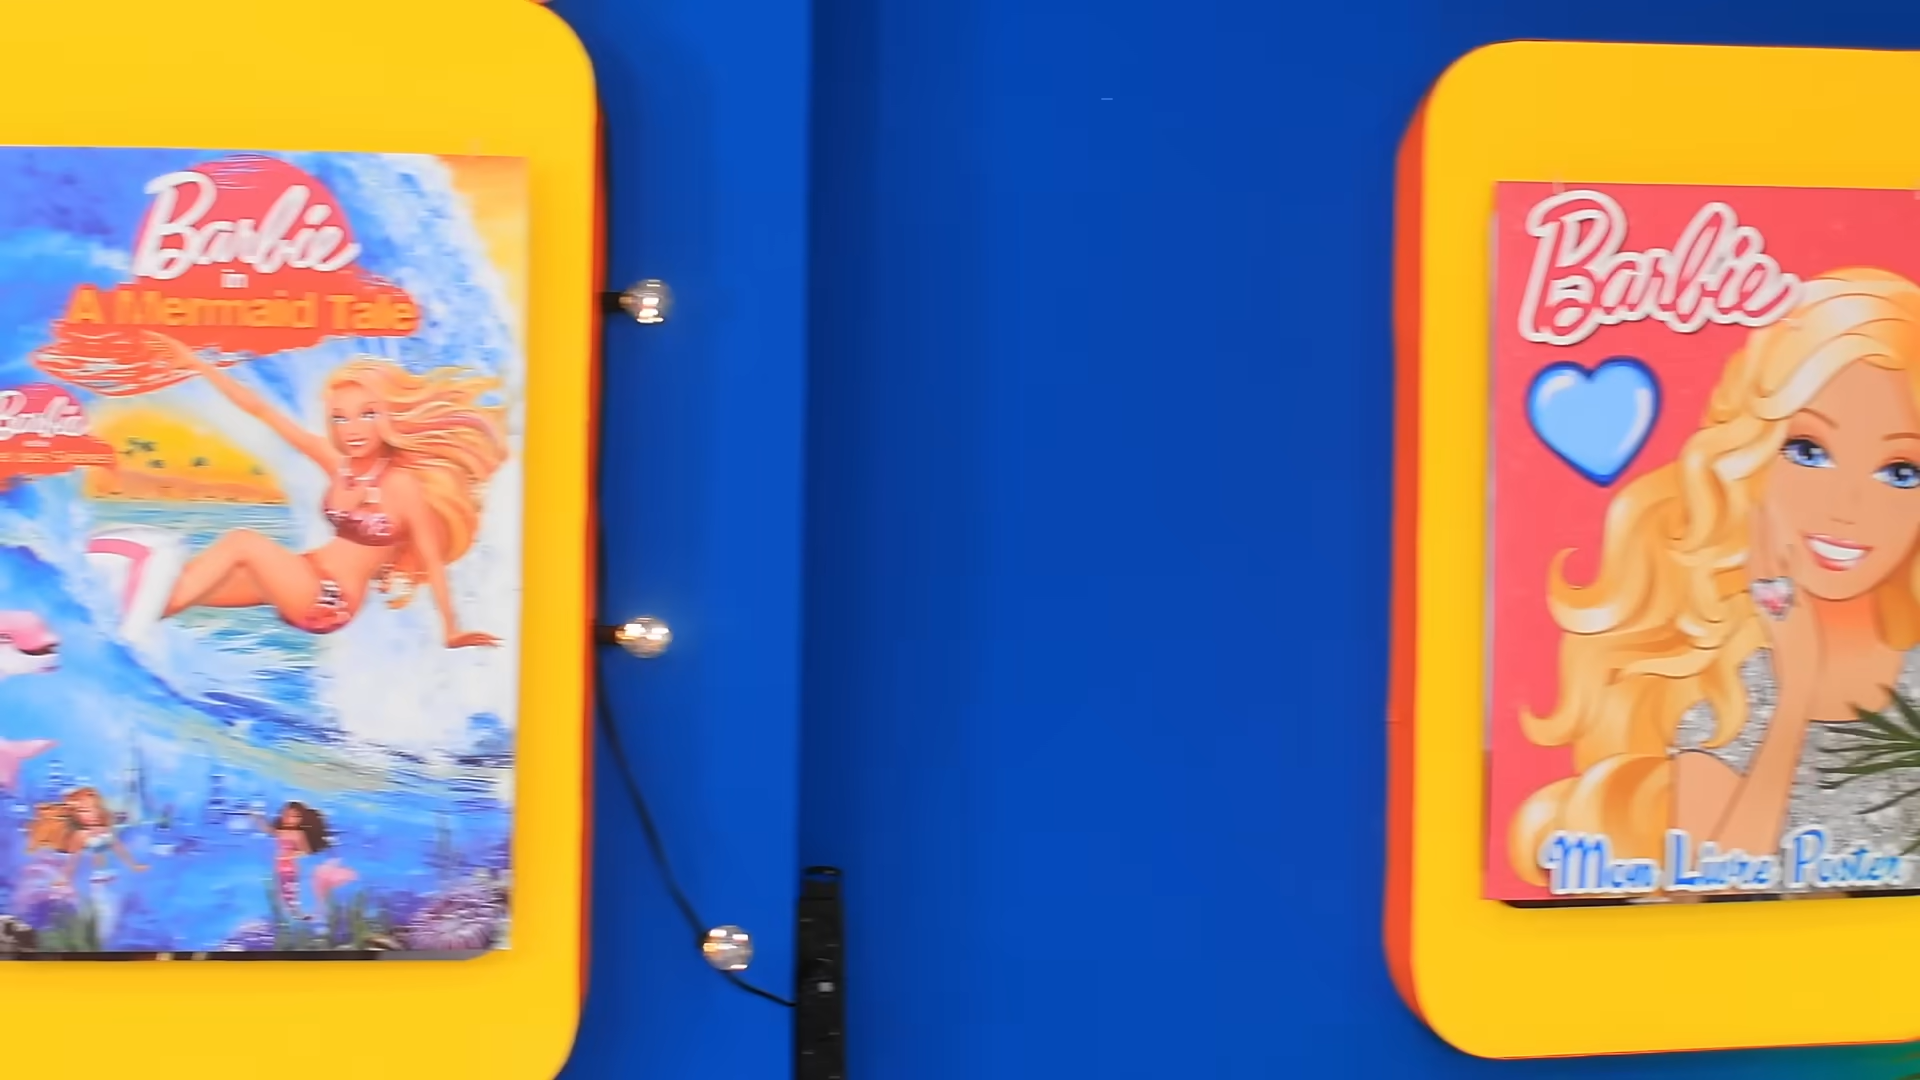 Barbie
in
A Mermaid Tale
Barbie
Barbie
Mon Livre Poster